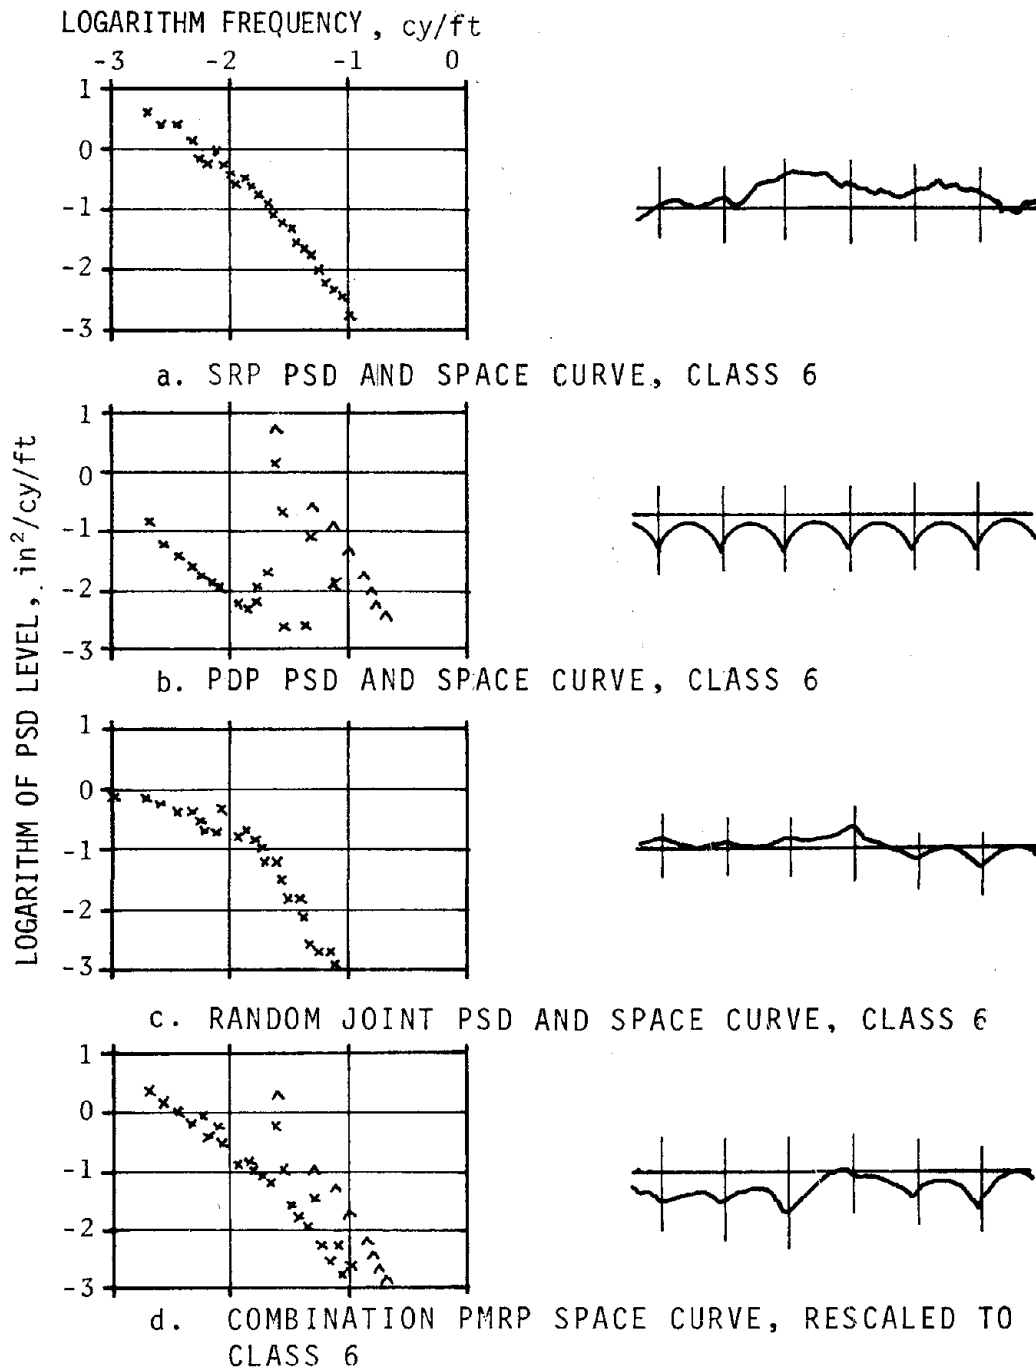 LOGARITHM FREQUENCY, cy/ft
-3 -2 -1 0
1
0
-1
-2
-3
a. SRP PSD AND SPACE CURVE, CLASS 6
LOGARITHM OF PSD LEVEL, in²/cy/ft
1
0
-1
-2
-3
b. PDP PSD AND SPACE CURVE, CLASS 6
1
0
-1
-2
-3
c. RANDOM JOINT PSD AND SPACE CURVE, CLASS 6
1
0
-1
-2
-3
d. COMBINATION PMRP SPACE CURVE, RESCALED TO
CLASS 6